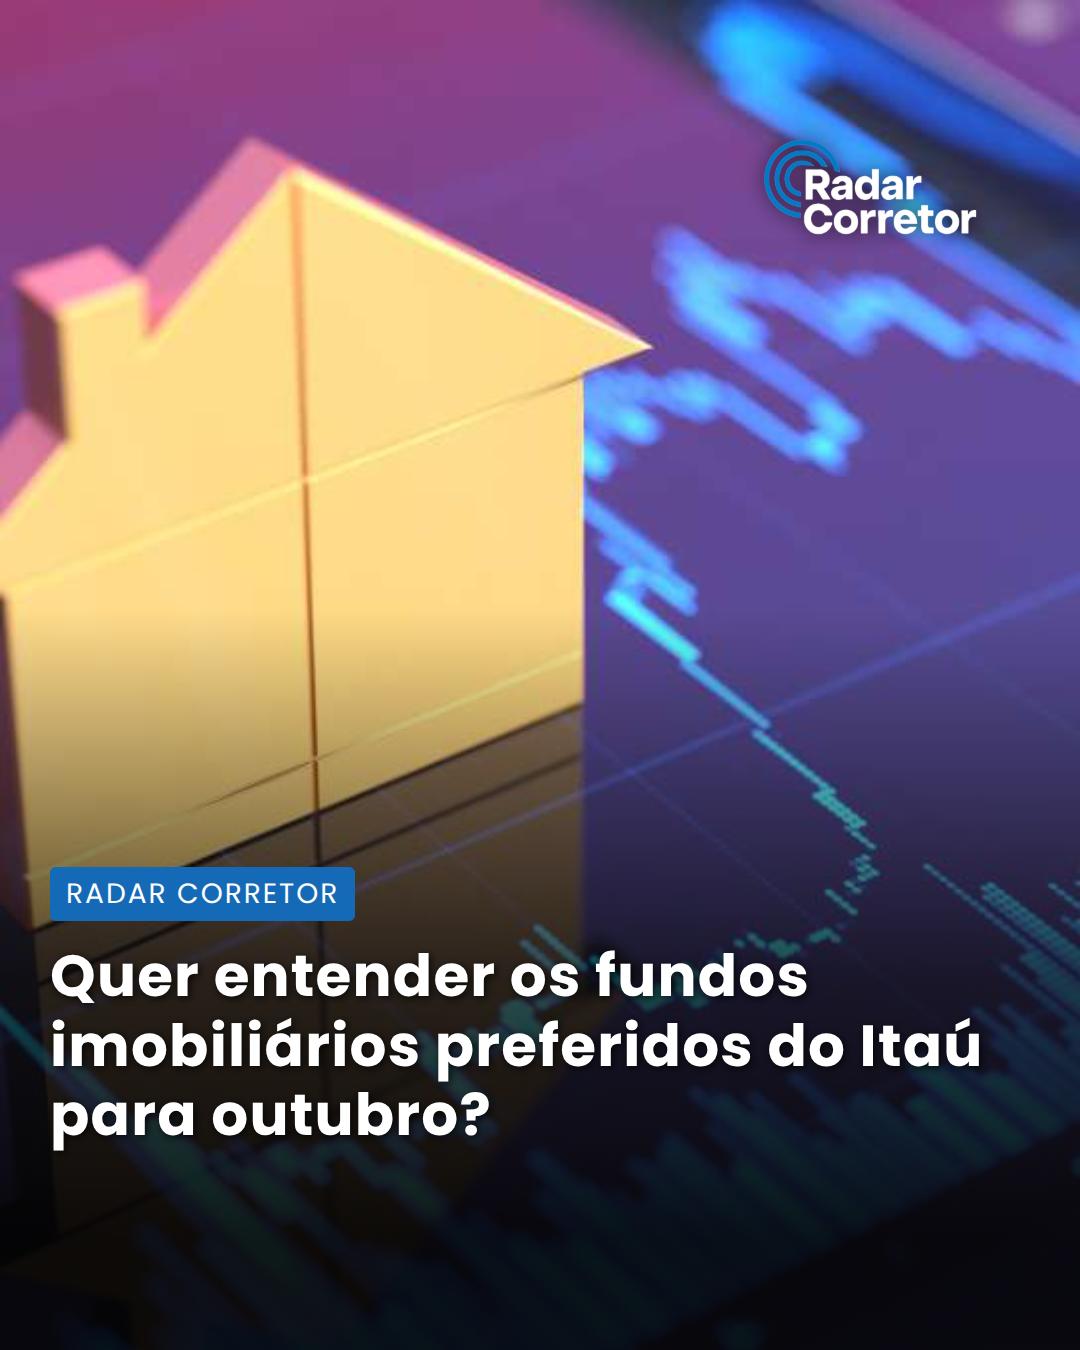 Radar
Corretor
RADAR CORRETOR
Quer entender os fundos
imobiliários preferidos do Itaú
para outubro?